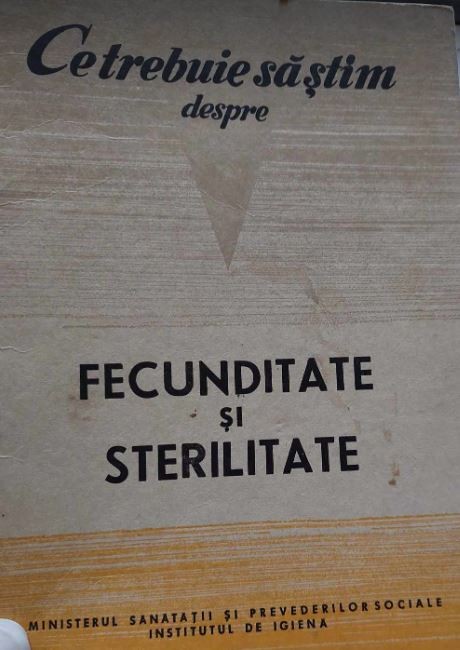 Ce trebuie să știm
despre
FECUNDITATE
ȘI
STERILITATE
MINISTERUL SANATAȚII ȘI PREVEDERILOR SOCIALE
INSTITUTUL DE IGIENA